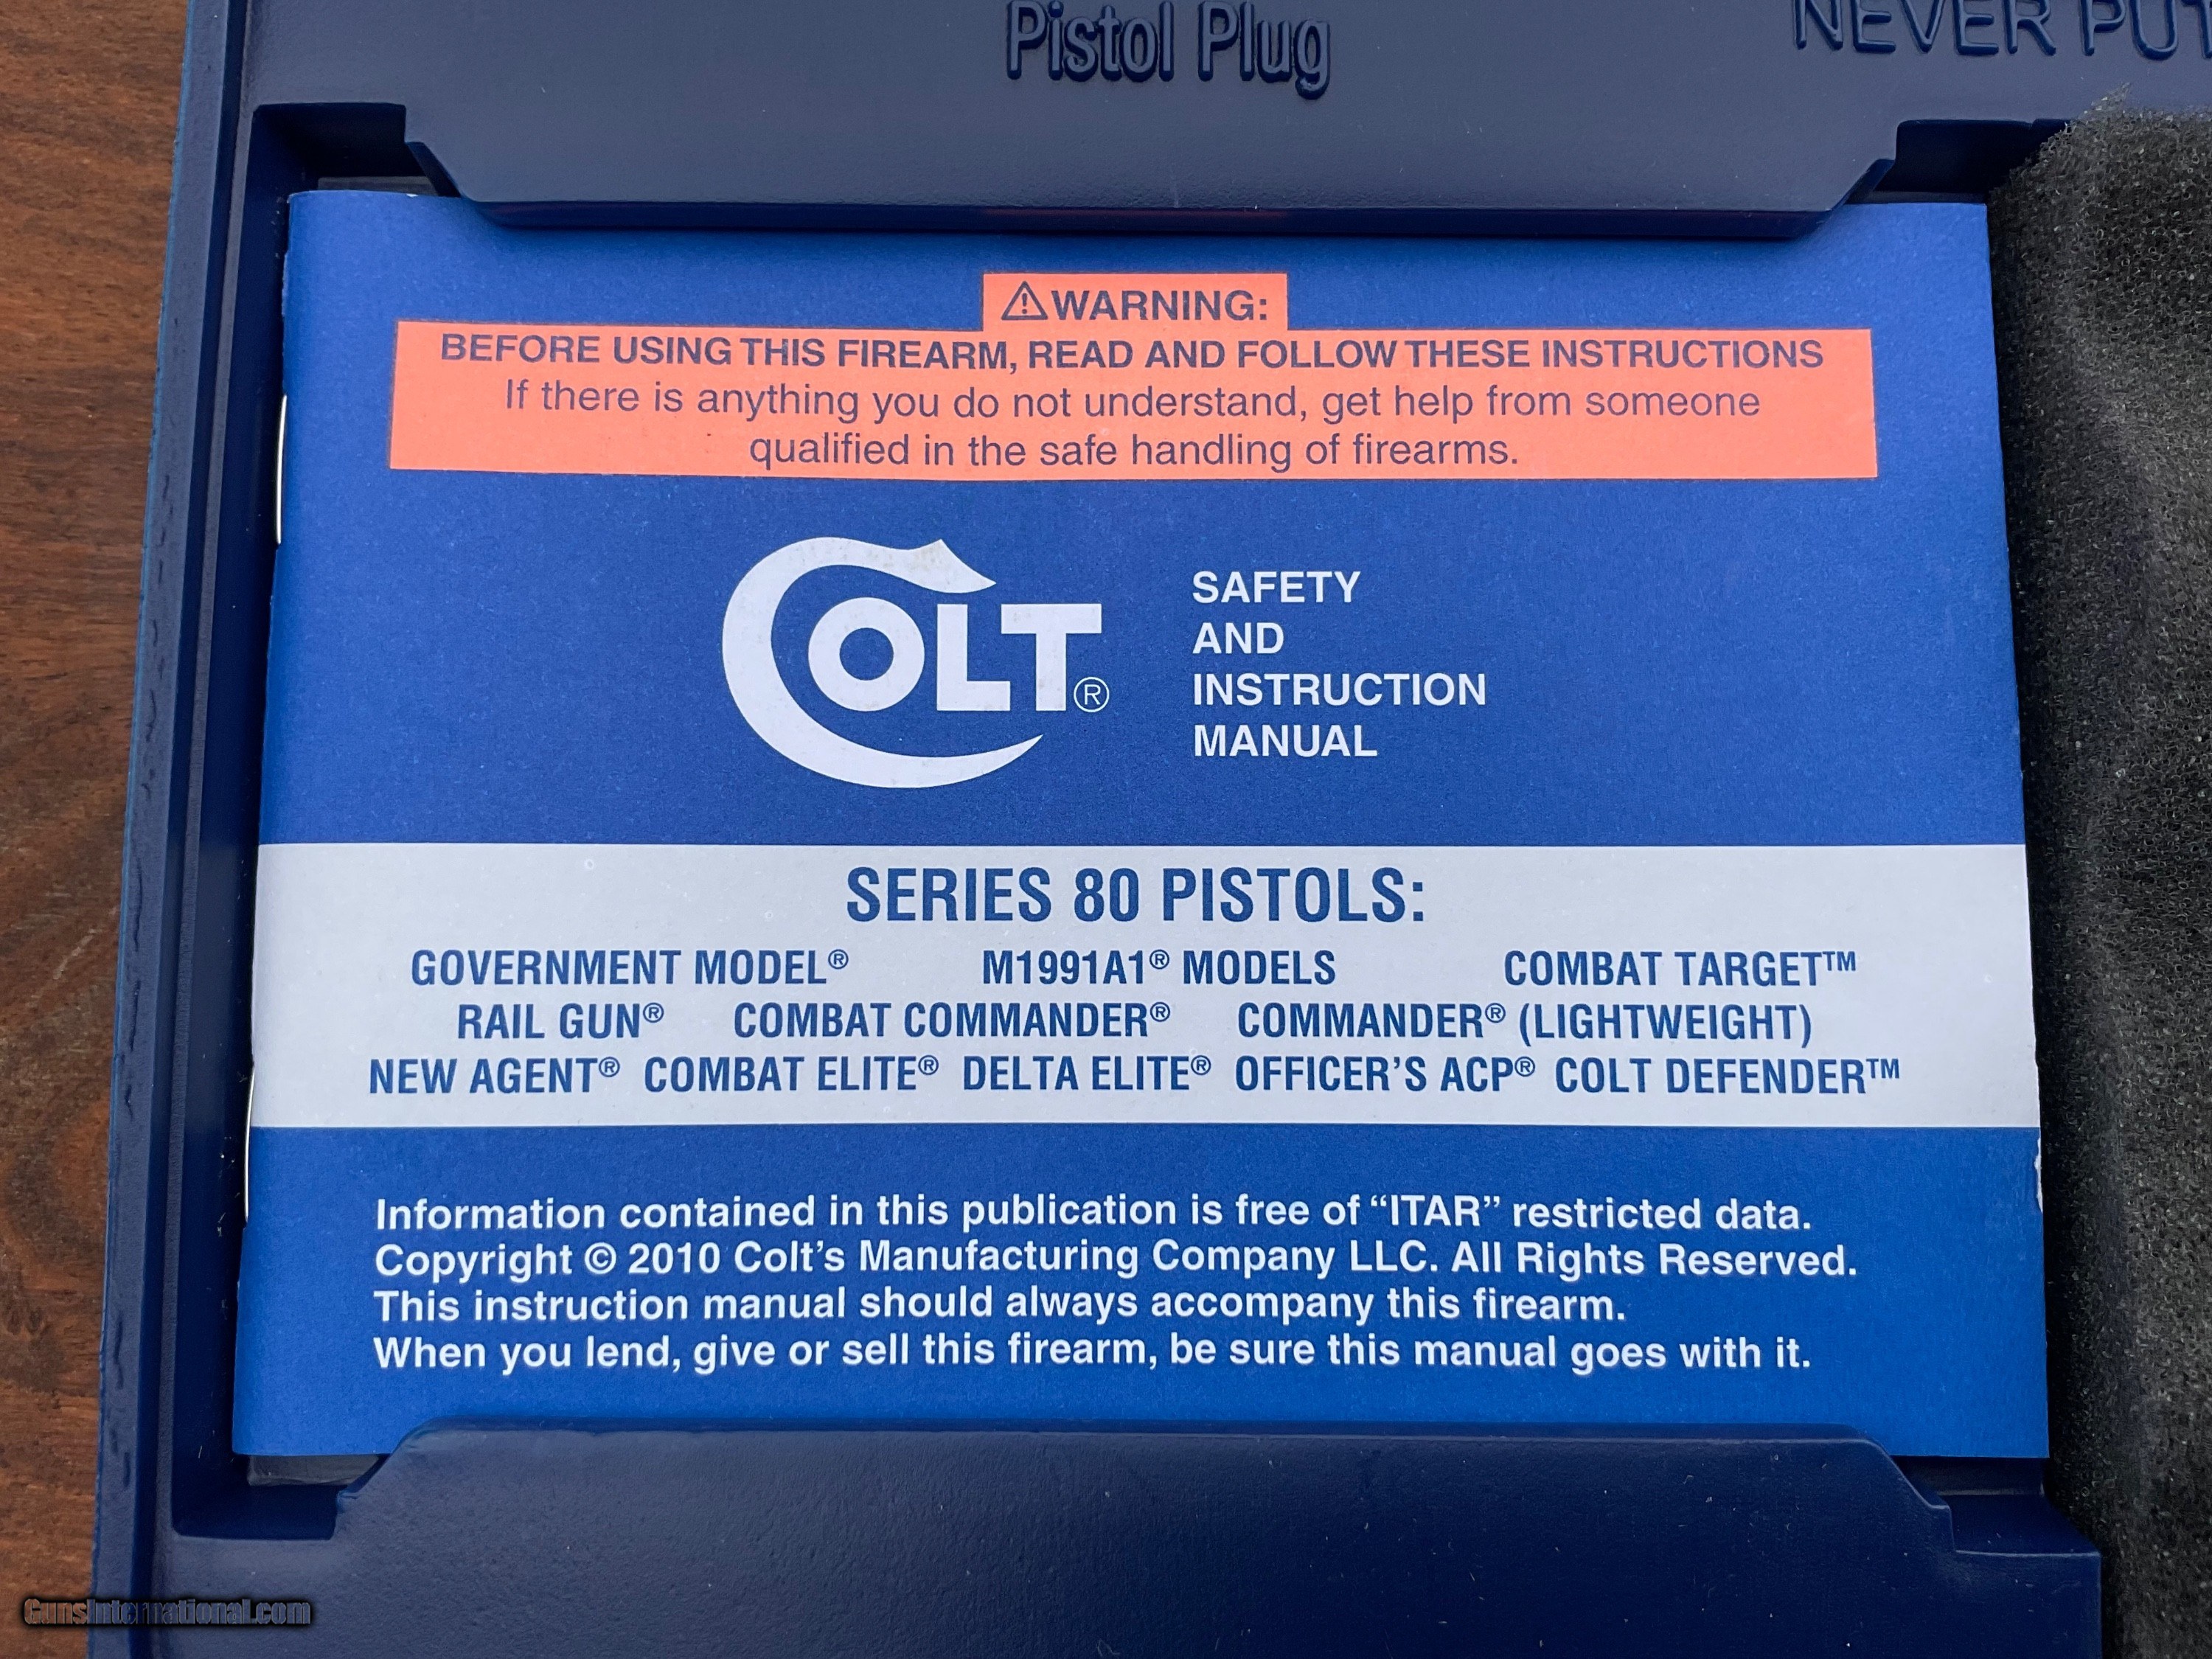 Pistol Plug
NEVER PUT
⚠WARNING:
BEFORE USING THIS FIREARM, READ AND FOLLOW THESE INSTRUCTIONS
If there is anything you do not understand, get help from someone
qualified in the safe handling of firearms.
COLT®
SAFETY
AND
INSTRUCTION
MANUAL
SERIES 80 PISTOLS:
GOVERNMENT MODEL® M1991A1® MODELS COMBAT TARGET™
RAIL GUN® COMBAT COMMANDER® COMMANDER® (LIGHTWEIGHT)
NEW AGENT® COMBAT ELITE® DELTA ELITE® OFFICER'S ACP® COLT DEFENDER™
Information contained in this publication is free of “ITAR” restricted data.
Copyright © 2010 Colt’s Manufacturing Company LLC. All Rights Reserved.
This instruction manual should always accompany this firearm.
When you lend, give or sell this firearm, be sure this manual goes with it.
GunsInternational.com